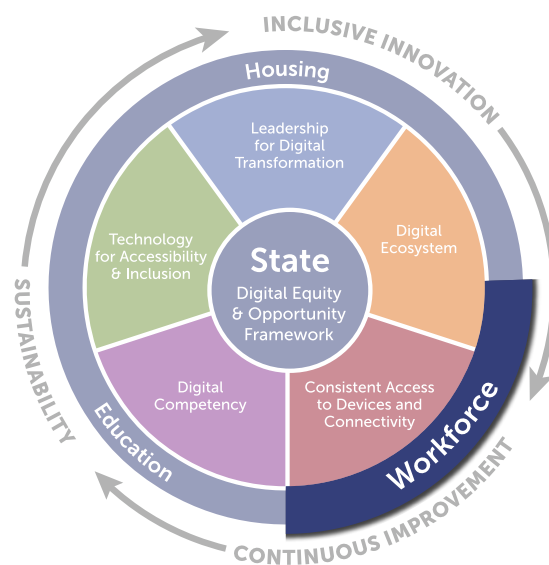 INCLUSIVE INNOVATION
Housing
Leadership
for Digital
Transformation
Digital
Ecosystem
Technology
for Accessibility
& Inclusion
State
Digital Equity
& Opportunity
Framework
Digital
Competency
Consistent Access
to Devices and
Connectivity
Education
Workforce
SUSTAINABILITY
CONTINUOUS IMPROVEMENT